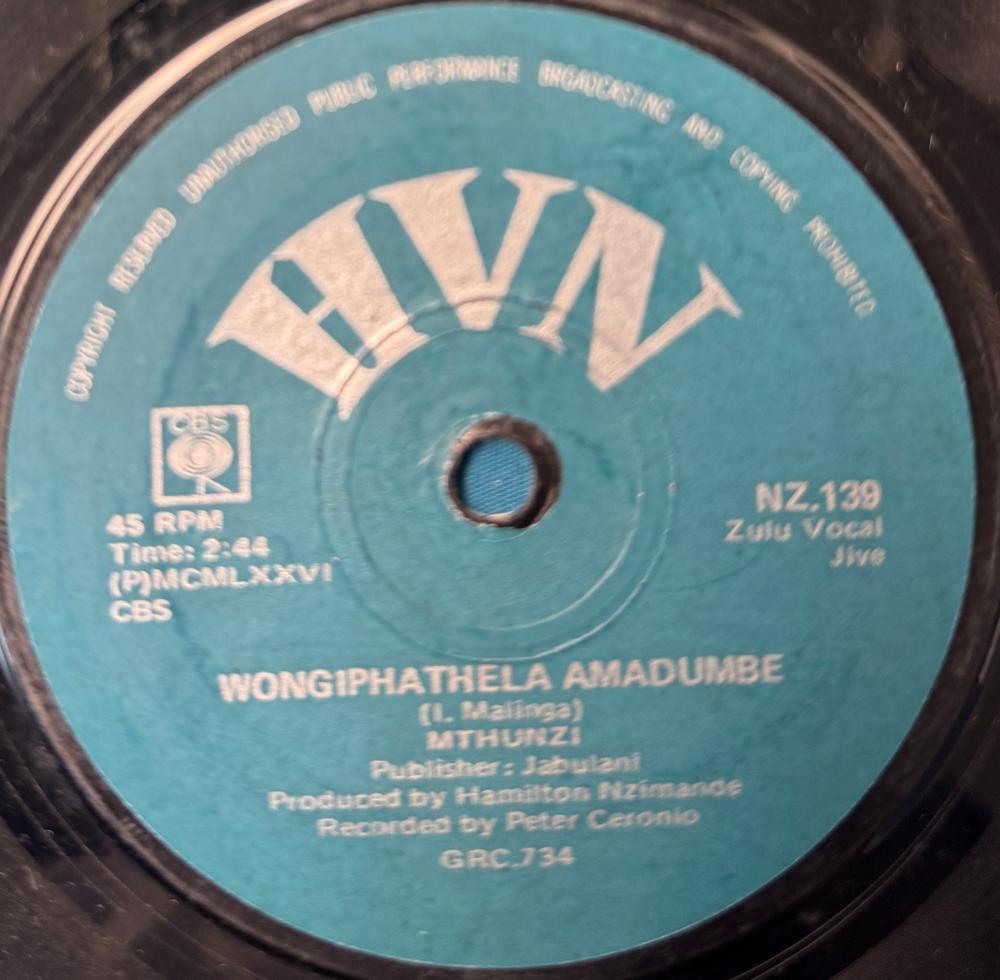 COPYRIGHT RESERVED UNAUTHORISED PUBLIC PERFORMANCE BROADCASTING AND COPYING PROHIBITED
HVN
CBS
45 RPM
Time: 2:44
(P)MCMLXXVI
CBS
NZ.139
Zulu Vocal
Jive
WONGIPHATHELA AMADUMBE
(I. Malinga)
MTHUNZI
Publisher: Jabulani
Produced by Hamilton Nzimande
Recorded by Peter Ceronio
GRC.734